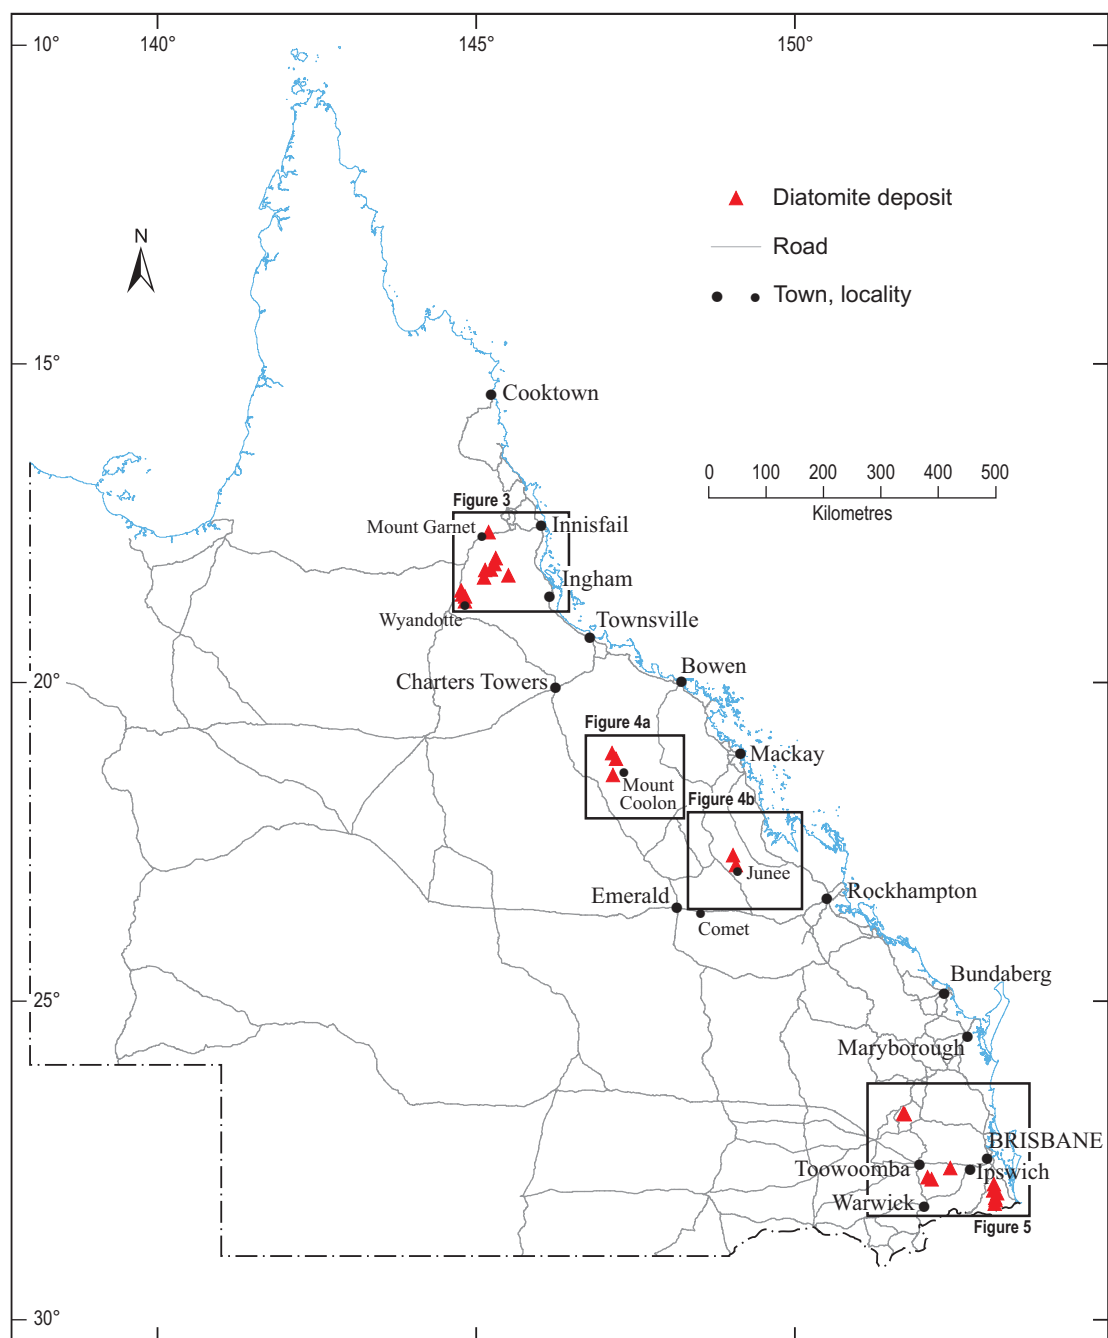 140°
145°
150°
10°
N
Diatomite deposit
Road
Town, locality
15°
Cooktown
0 100 200 300 400 500
Kilometres
Figure 3
Mount Garnet
Innisfail
Ingham
Wyandotte
Townsville
20°
Charters Towers
Bowen
Figure 4a
Mackay
Mount
Coolon
Figure 4b
Junee
Emerald
Rockhampton
Comet
Bundaberg
25°
Maryborough
BRISBANE
Toowoomba
Ipswich
Warwick
Figure 5
30°